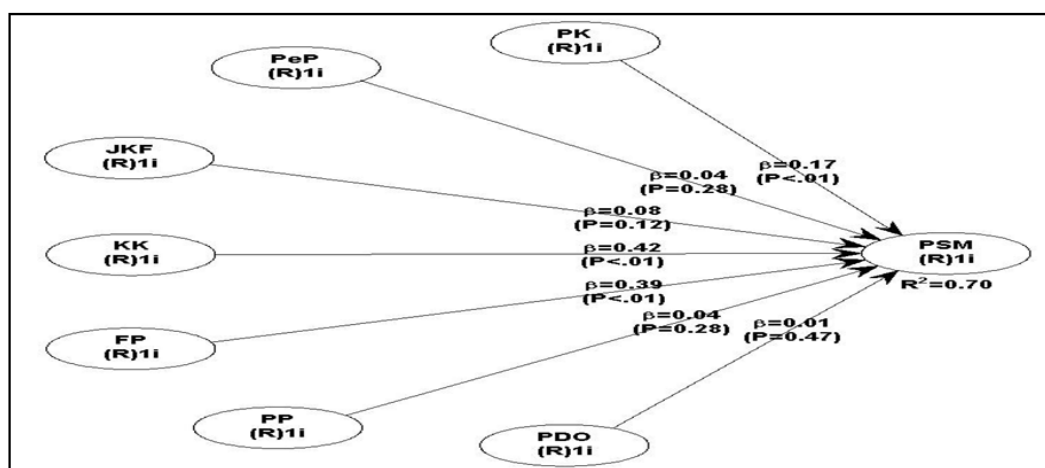 PK
(R)1i
PeP
(R)1i
JKF
(R)1i
KK
(R)1i
FP
(R)1i
PP
(R)1i
PDO
(R)1i
β=0.17
(P<.01)
β=0.04
(P=0.28)
β=0.08
(P=0.12)
β=0.42
(P<.01)
β=0.39
(P<.01)
β=0.04
(P=0.28)
β=0.01
(P=0.47)
PSM
(R)1i
R²=0.70